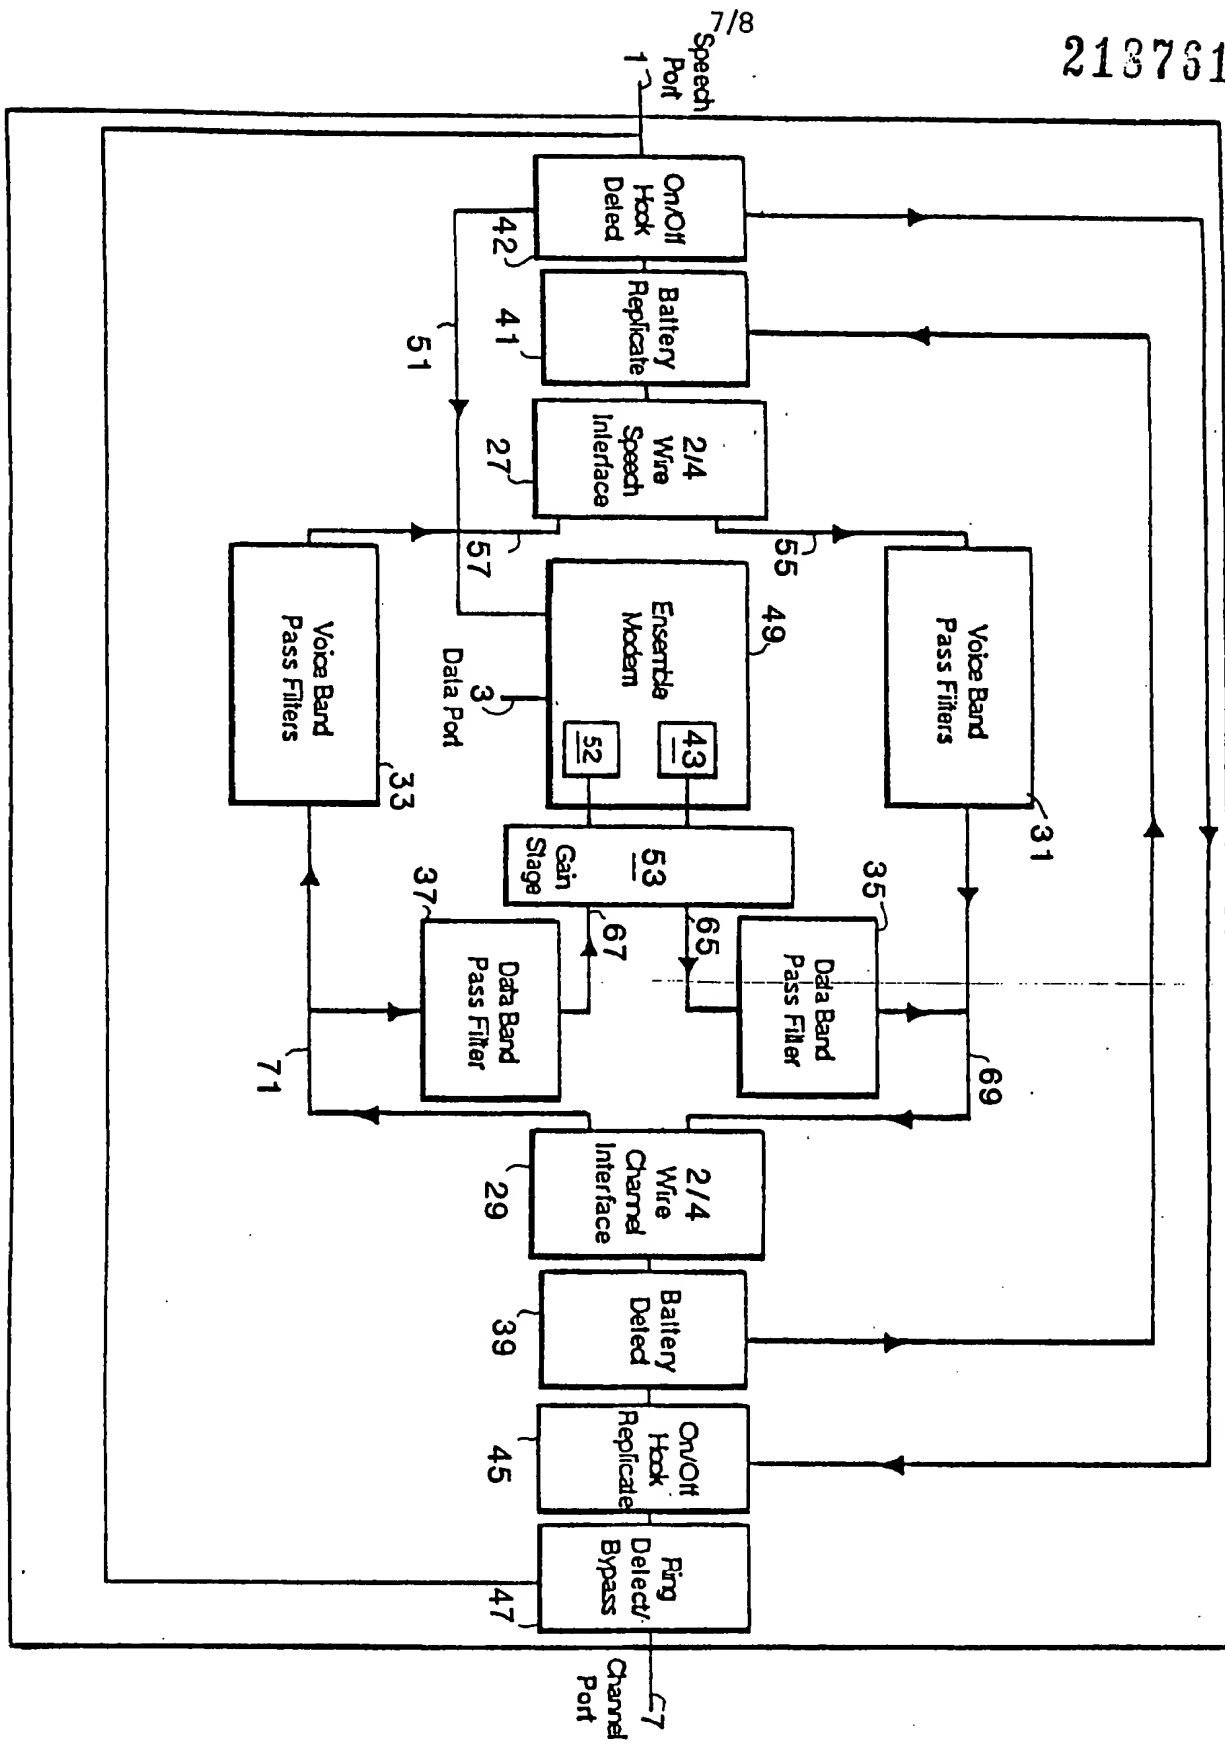 7/8
213761
Speech
Port
1
On/Off
Hook
Detect
42
Battery
Replicate
41
51
2/4
Wire
Speech
Interface
27
57
55
Voice Band
Pass Filters
31
Voice Band
Pass Filters
33
Ensemble
Modem
49
43
52
3
Data Port
53
Gain
Stage
65
67
35
Data Band
Pass Filter
37
Data Band
Pass Filter
69
71
2/4
Wire
Channel
Interface
29
Battery
Detect
39
On/Off
Hook
Replicate
45
Ring
Detect/
Bypass
47
7
Channel
Port